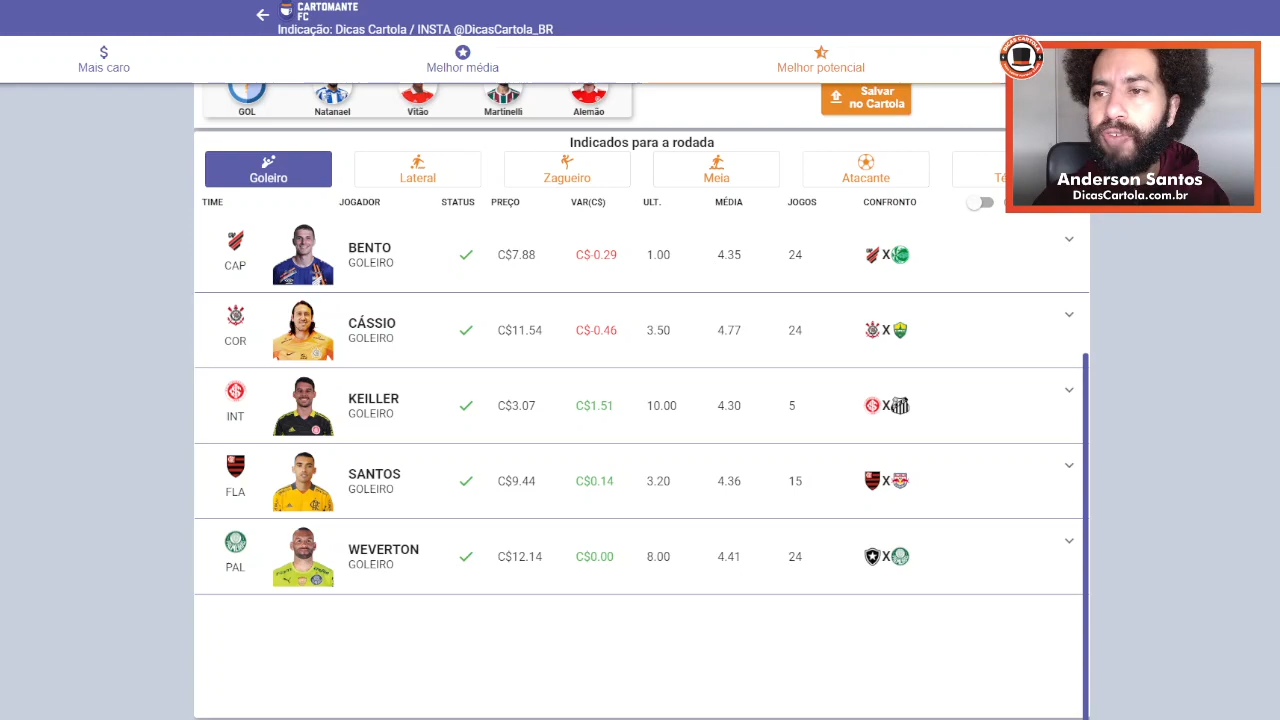 CARTOMANTE
FC
Indicação: Dicas Cartola / INSTA @DicasCartola_BR
Mais caro
Melhor média
Melhor potencial
GOL
Natanael
Vitão
Martinelli
Alemão
Salvar
no Cartola
DICAS CARTOLA
Anderson Santos
DicasCartola.com.br
Indicados para a rodada
Goleiro
Lateral
Zagueiro
Meia
Atacante
Té
TIME JOGADOR STATUS PREÇO VAR(C$) ULT. MÉDIA JOGOS CONFRONTO
CAP BENTO GOLEIRO C$7.88 C$-0.29 1.00 4.35 24 X
COR CÁSSIO GOLEIRO C$11.54 C$-0.46 3.50 4.77 24 X
INT KEILLER GOLEIRO C$3.07 C$1.51 10.00 4.30 5 X
FLA SANTOS GOLEIRO C$9.44 C$0.14 3.20 4.36 15 X
PAL WEVERTON GOLEIRO C$12.14 C$0.00 8.00 4.41 24 X